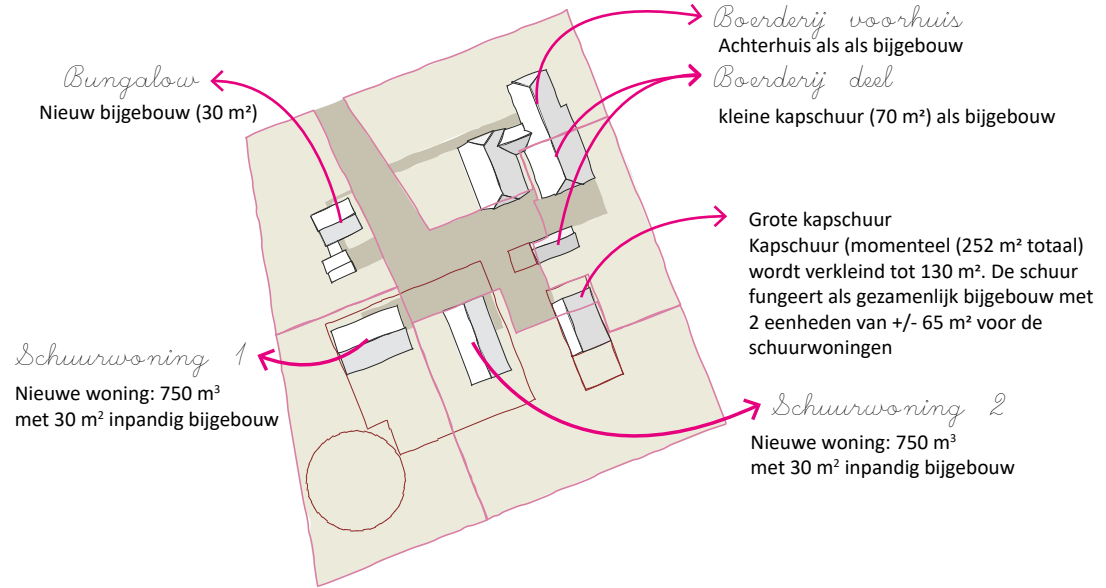 Boerderij voorhuis
Achterhuis als als bijgebouw
Boerderij deel
kleine kapschuur (70 m²) als bijgebouw
Bungalow
Nieuw bijgebouw (30 m²)
Grote kapschuur
Kapschuur (momenteel (252 m² totaal)
wordt verkleind tot 130 m². De schuur
fungeert als gezamenlijk bijgebouw met
2 eenheden van +/- 65 m² voor de
schuurwoningen
Schuurwoning 1
Nieuwe woning: 750 m³
met 30 m² inpandig bijgebouw
Schuurwoning 2
Nieuwe woning: 750 m³
met 30 m² inpandig bijgebouw